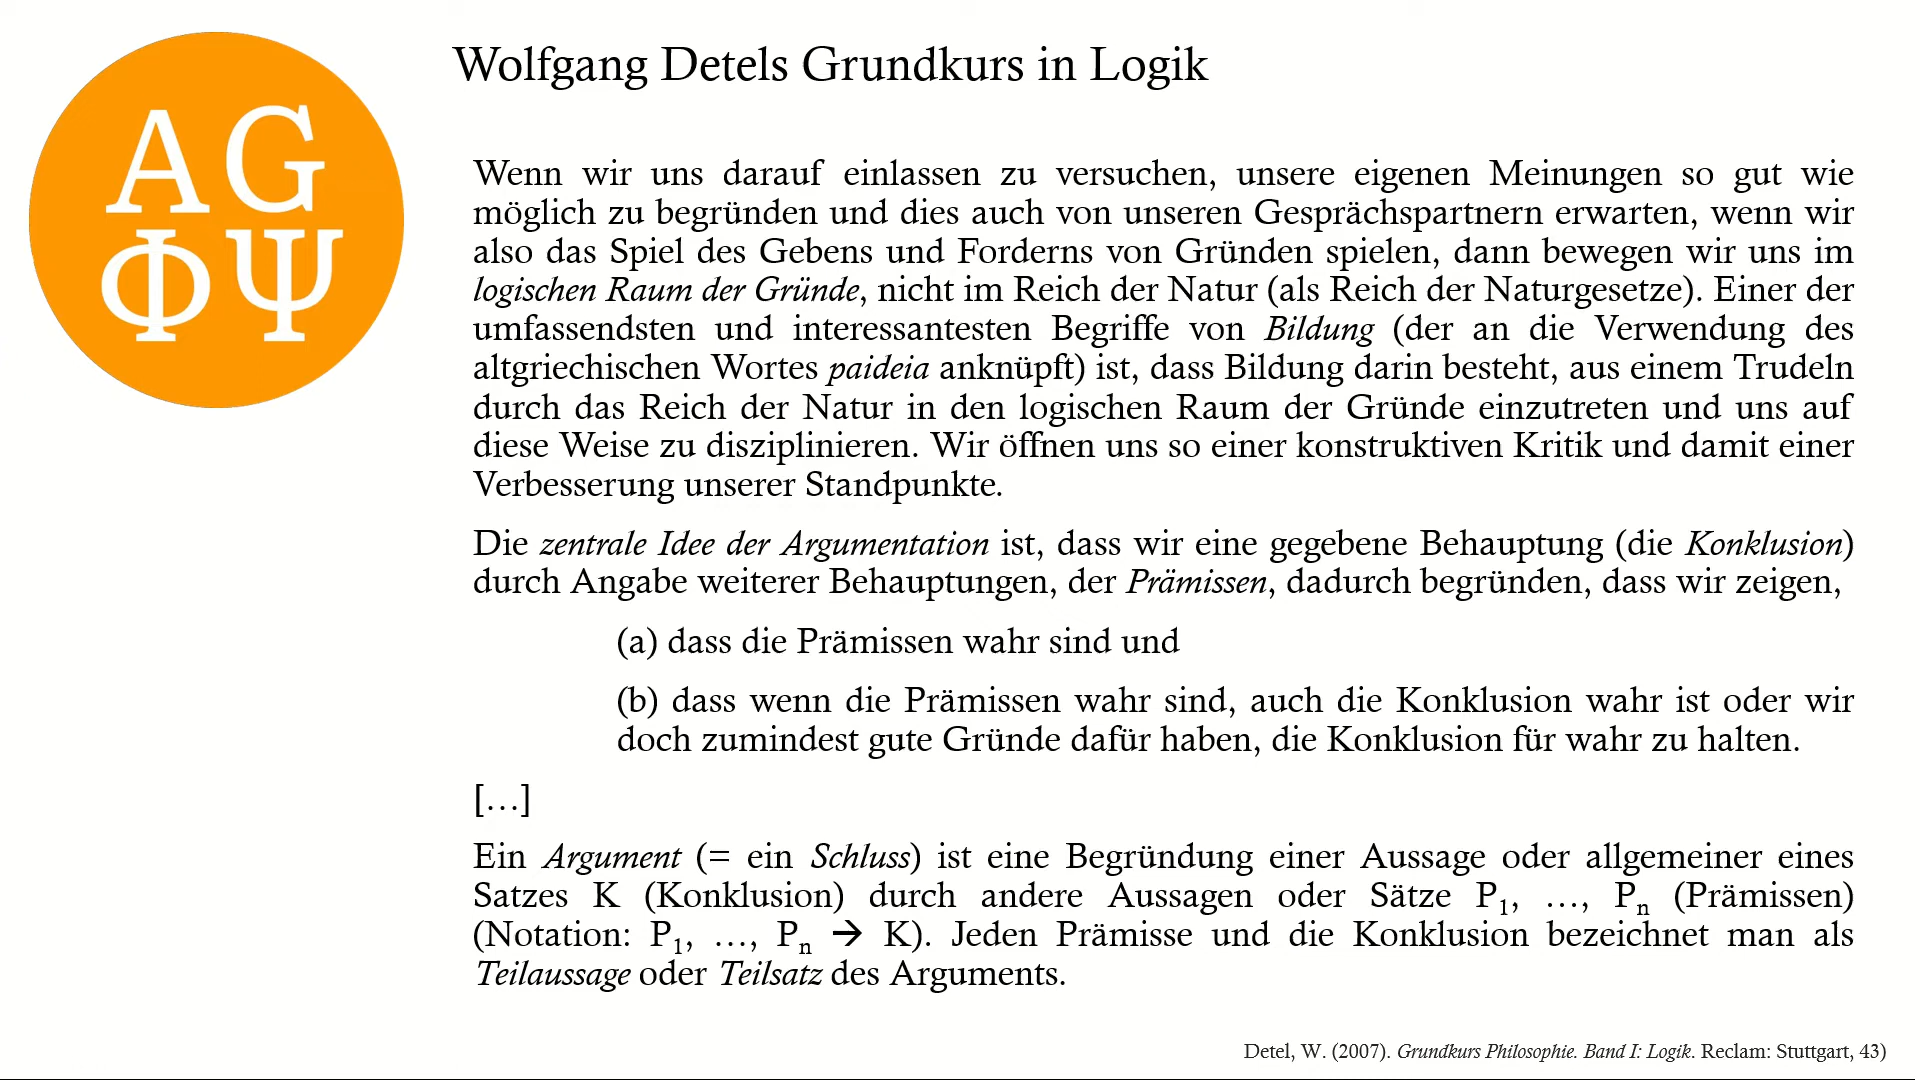 AG
ΦΨ
Wolfgang Detels Grundkurs in Logik
Wenn wir uns darauf einlassen zu versuchen, unsere eigenen Meinungen so gut wie
möglich zu begründen und dies auch von unseren Gesprächspartnern erwarten, wenn wir
also das Spiel des Gebens und Forderns von Gründen spielen, dann bewegen wir uns im
logischen Raum der Gründe, nicht im Reich der Natur (als Reich der Naturgesetze). Einer der
umfassendsten und interessantesten Begriffe von Bildung (der an die Verwendung des
altgriechischen Wortes paideia anknüpft) ist, dass Bildung darin besteht, aus einem Trudeln
durch das Reich der Natur in den logischen Raum der Gründe einzutreten und uns auf
diese Weise zu disziplinieren. Wir öffnen uns so einer konstruktiven Kritik und damit einer
Verbesserung unserer Standpunkte.
Die zentrale Idee der Argumentation ist, dass wir eine gegebene Behauptung (die Konklusion)
durch Angabe weiterer Behauptungen, der Prämissen, dadurch begründen, dass wir zeigen,
(a) dass die Prämissen wahr sind und
(b) dass wenn die Prämissen wahr sind, auch die Konklusion wahr ist oder wir
doch zumindest gute Gründe dafür haben, die Konklusion für wahr zu halten.
[…]
Ein Argument (= ein Schluss) ist eine Begründung einer Aussage oder allgemeiner eines
Satzes K (Konklusion) durch andere Aussagen oder Sätze P₁, …, Pₙ (Prämissen)
(Notation: P₁, …, Pₙ → K). Jeden Prämisse und die Konklusion bezeichnet man als
Teilaussage oder Teilsatz des Arguments.
Detel, W. (2007). Grundkurs Philosophie. Band I: Logik. Reclam: Stuttgart, 43)